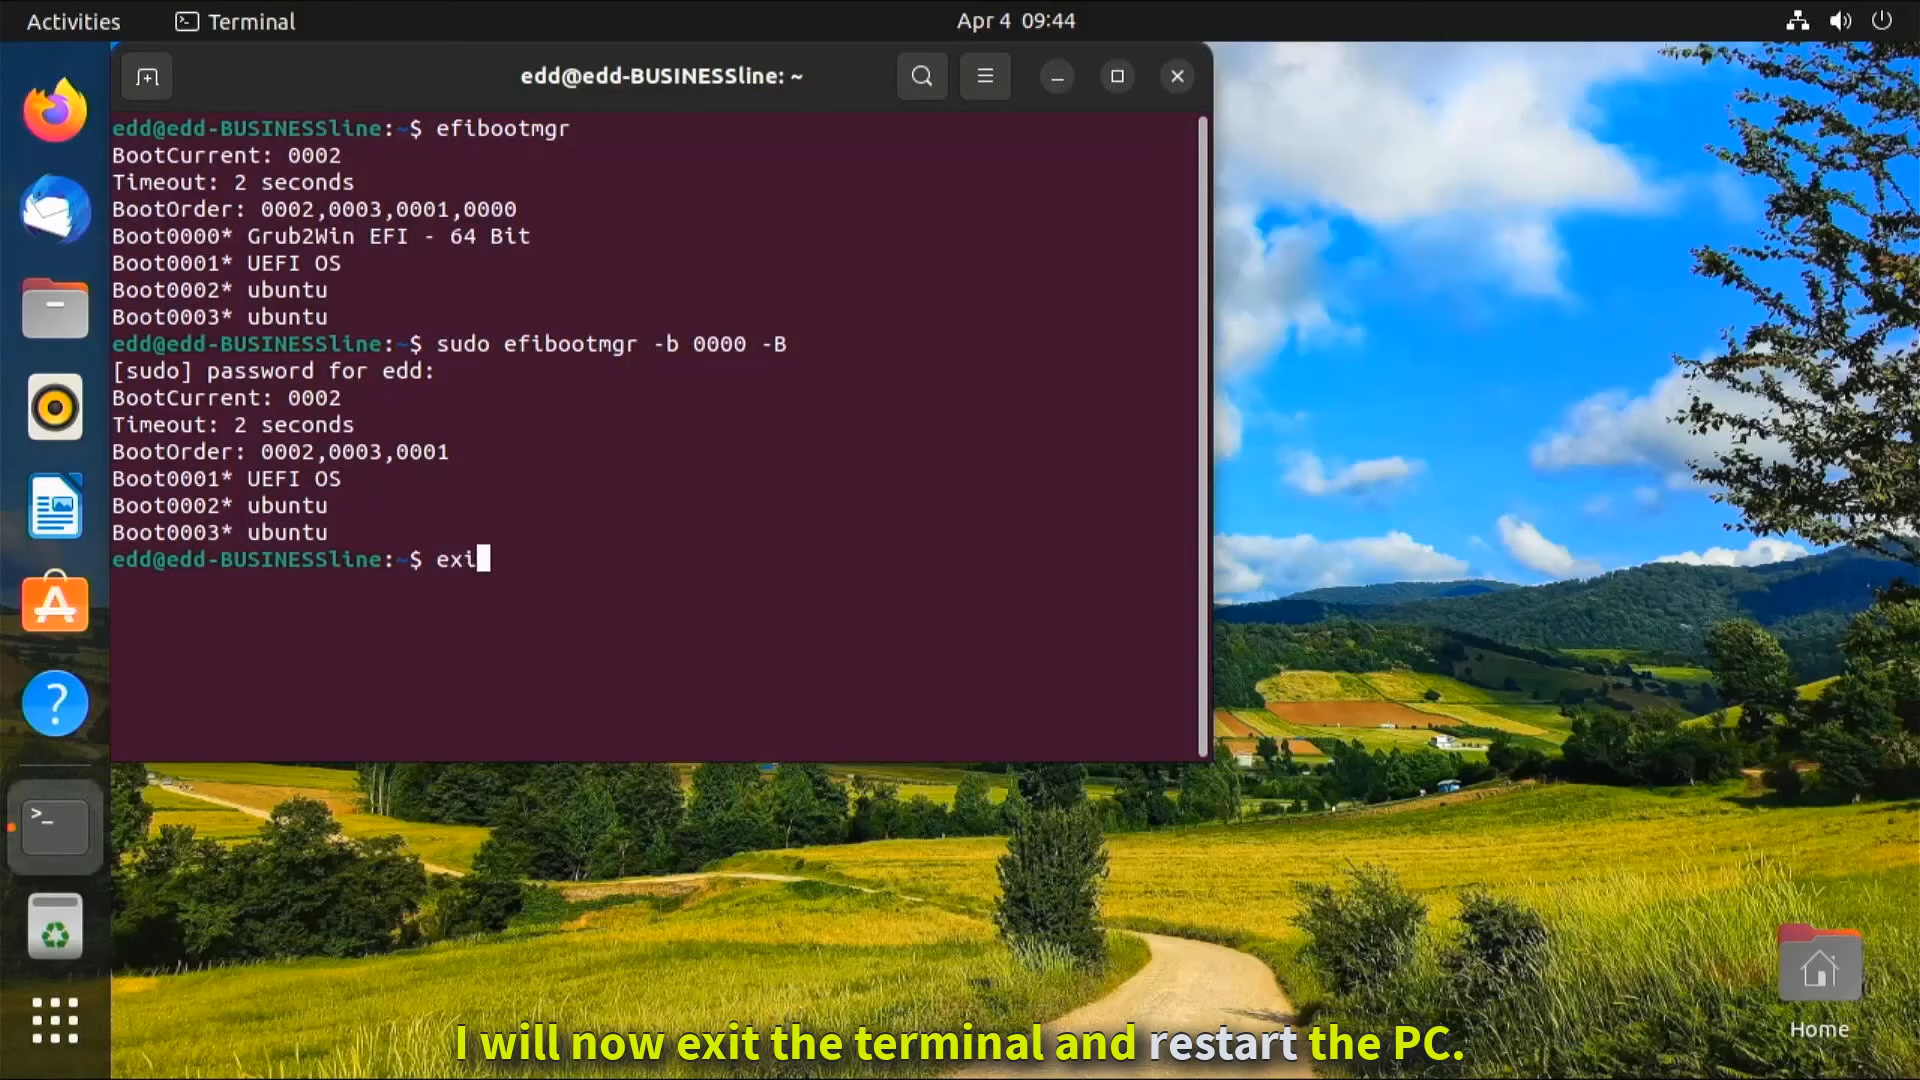 Activities
Terminal
Apr 4 09:44
edd@edd-BUSINESSline: ~
edd@edd-BUSINESSline:~$ efibootmgr
BootCurrent: 0002
Timeout: 2 seconds
BootOrder: 0002,0003,0001,0000
Boot0000* Grub2Win EFI - 64 Bit
Boot0001* UEFI OS
Boot0002* ubuntu
Boot0003* ubuntu
edd@edd-BUSINESSline:~$ sudo efibootmgr -b 0000 -B
[sudo] password for edd:
BootCurrent: 0002
Timeout: 2 seconds
BootOrder: 0002,0003,0001
Boot0001* UEFI OS
Boot0002* ubuntu
Boot0003* ubuntu
edd@edd-BUSINESSline:~$ exi
Home
I will now exit the terminal and restart the PC.